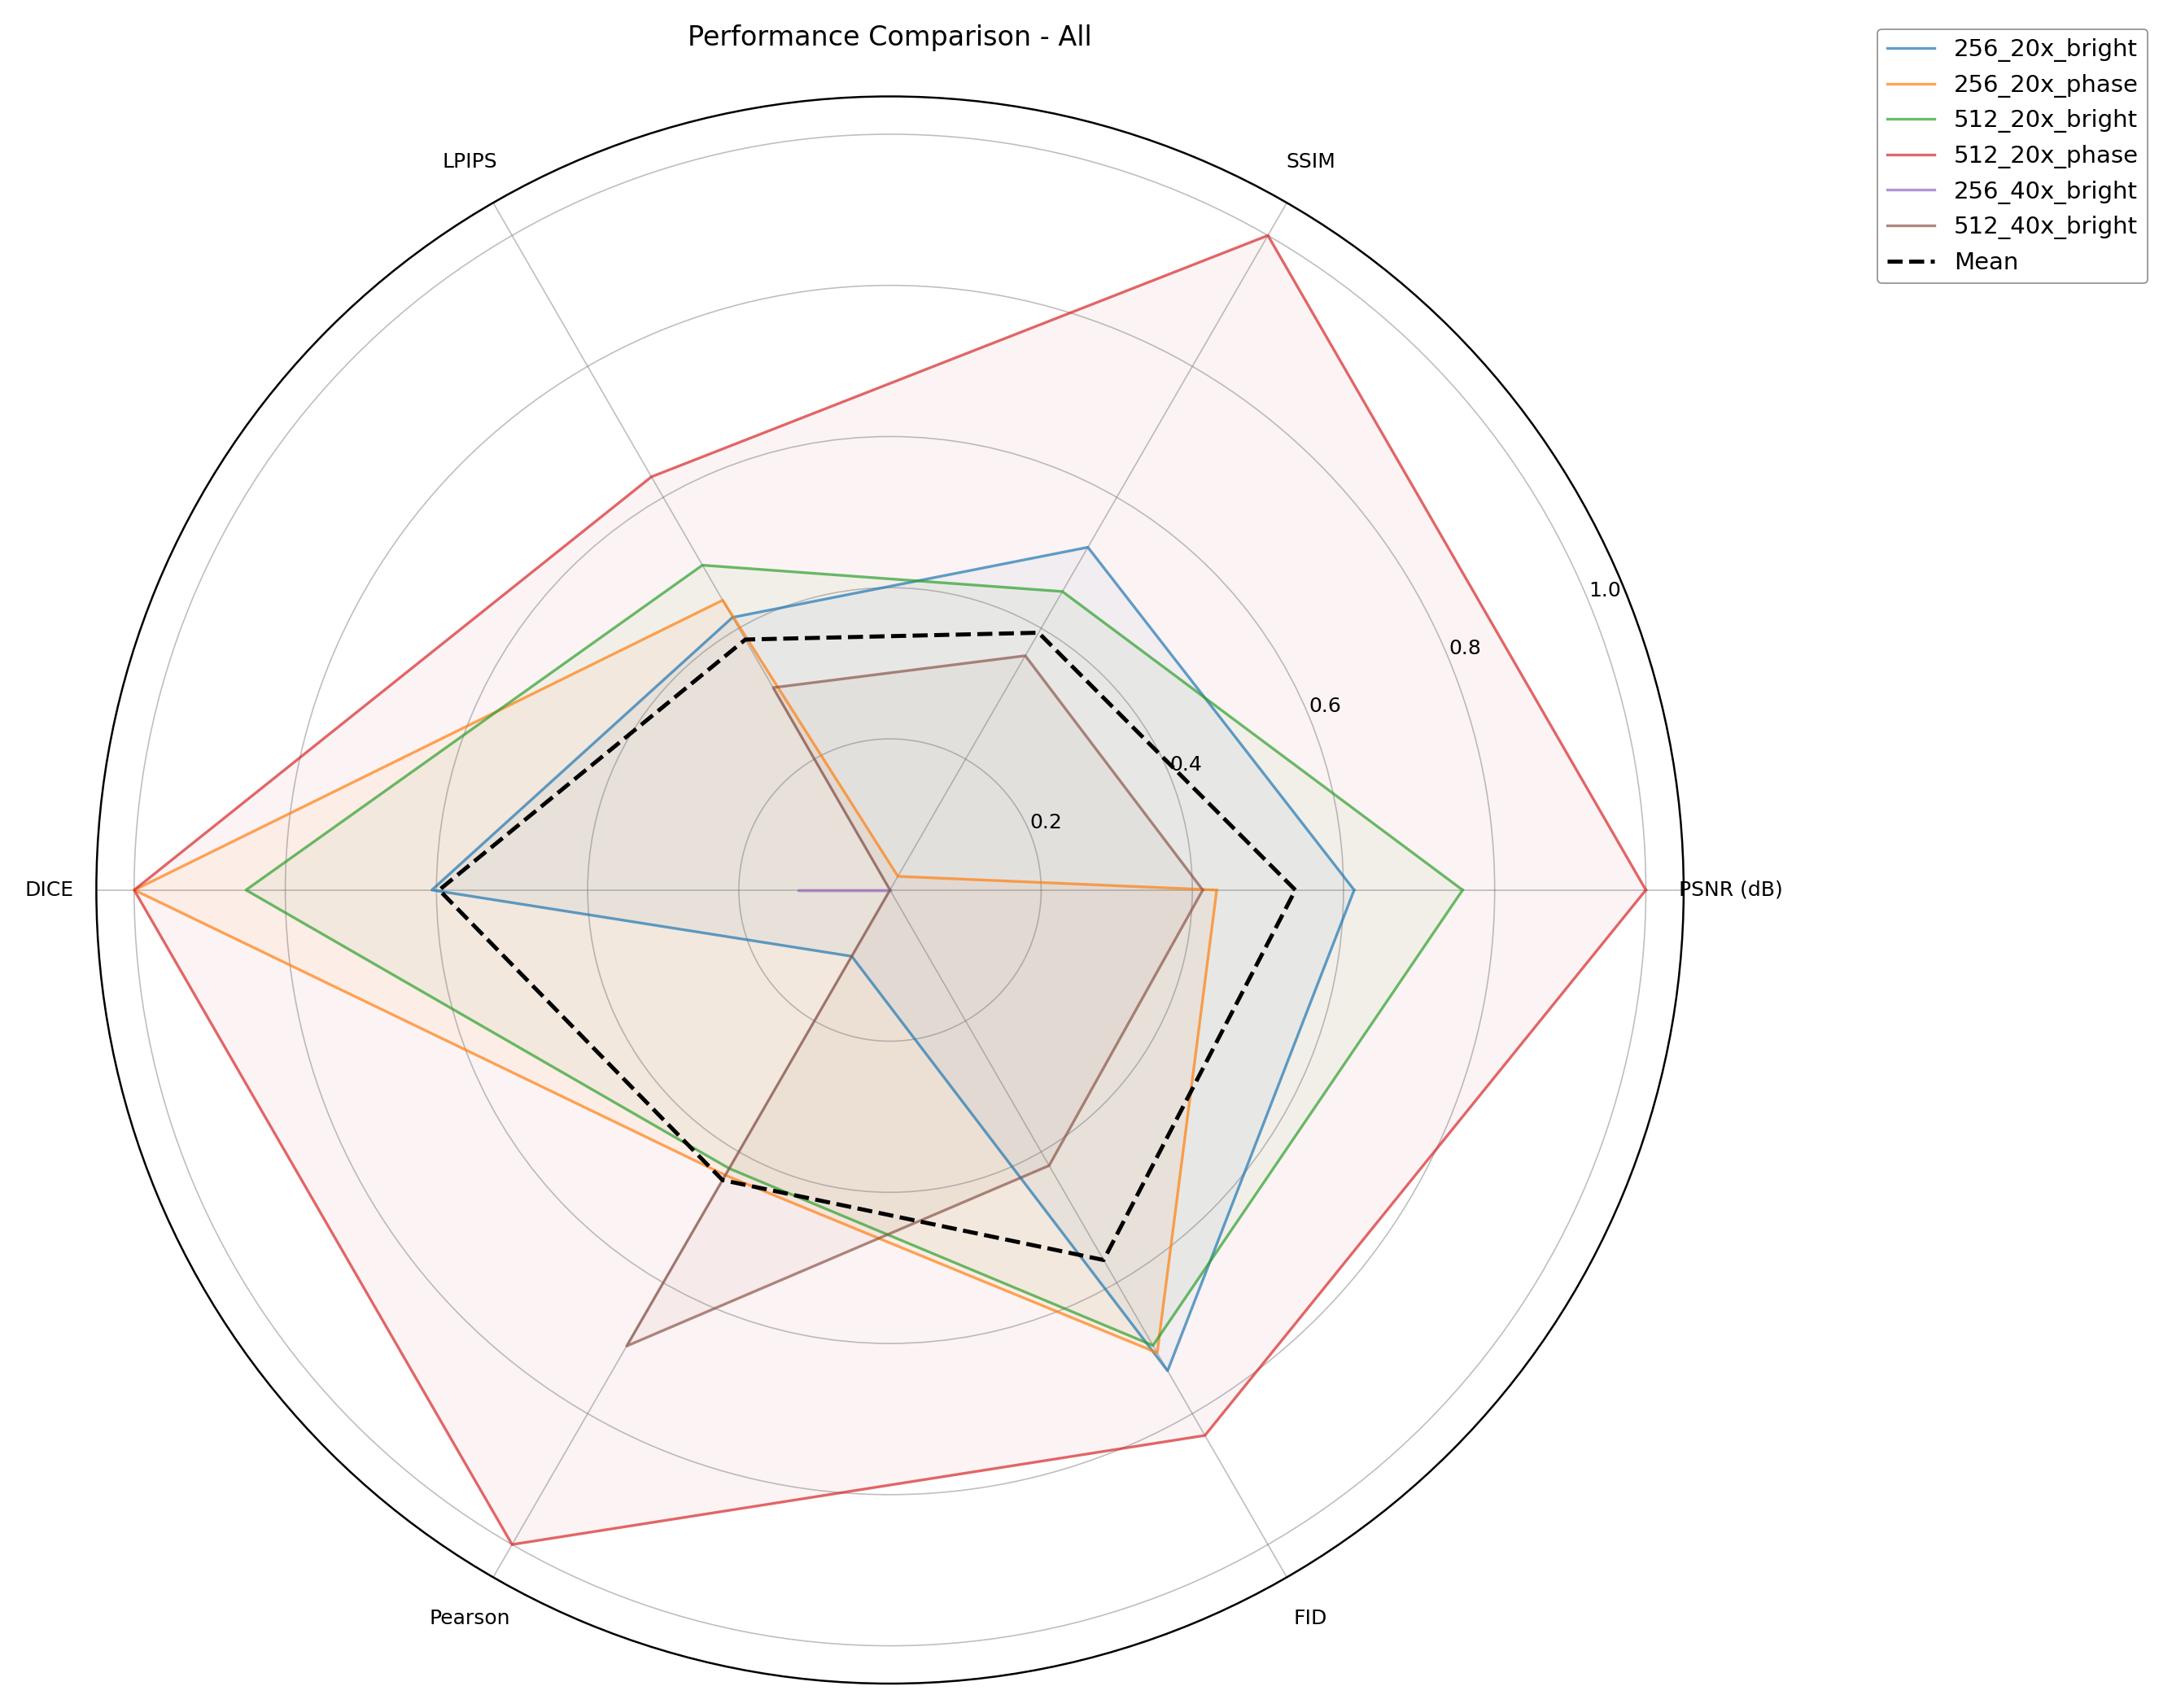 Performance Comparison - All
256_20x_bright
256_20x_phase
512_20x_bright
512_20x_phase
256_40x_bright
512_40x_bright
Mean
LPIPS
SSIM
1.0
0.8
0.6
0.4
0.2
DICE
PSNR (dB)
Pearson
FID